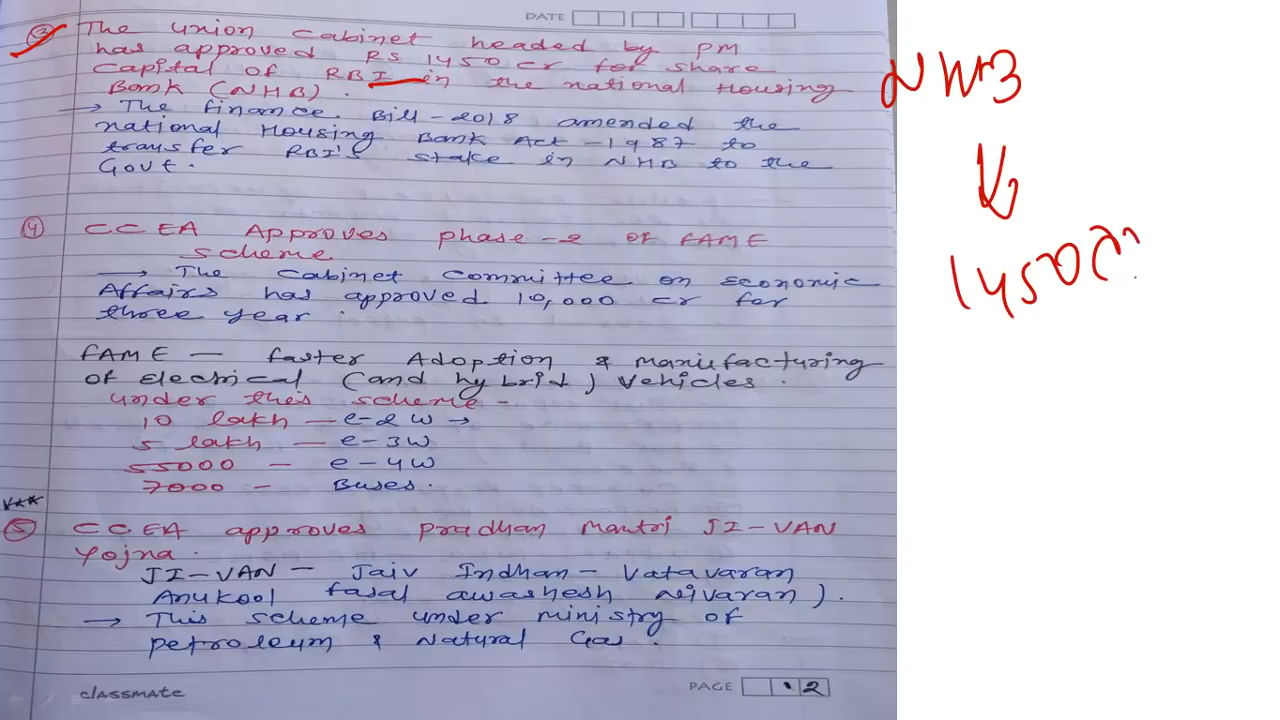 DATE
③ The union cabinet headed by PM
has approved RS 1450 cr for share
capital of RBI in the national Housing
Bank (NHB).
→ The finance Bill-2018 amended the
national Housing Bank Act-1987 to
transfer RBI's stake in NHB to the
Govt.
④ CCEA Approves phase-2 OF FAME
scheme
→ The Cabinet Committee on Economic
Affairs has approved 10,000 cr for
three year.
FAME — faster Adoption & manufacturing
of Electrical (and hybrid) vehicles.
under this scheme -
10 lakh — e-2W →
5 lakh — e-3W
55000 — e-4W
7000 — Buses.
⑤ CCEA approves pradhan mantri JI-VAN
Yojna.
JI-VAN — Jaiv Indhan-Vatavaran
Anukool fasal awashesh Nivaran).
→ This scheme under ministry of
petroleum & Natural Gas.
classmate
PAGE 2
NHB
1450